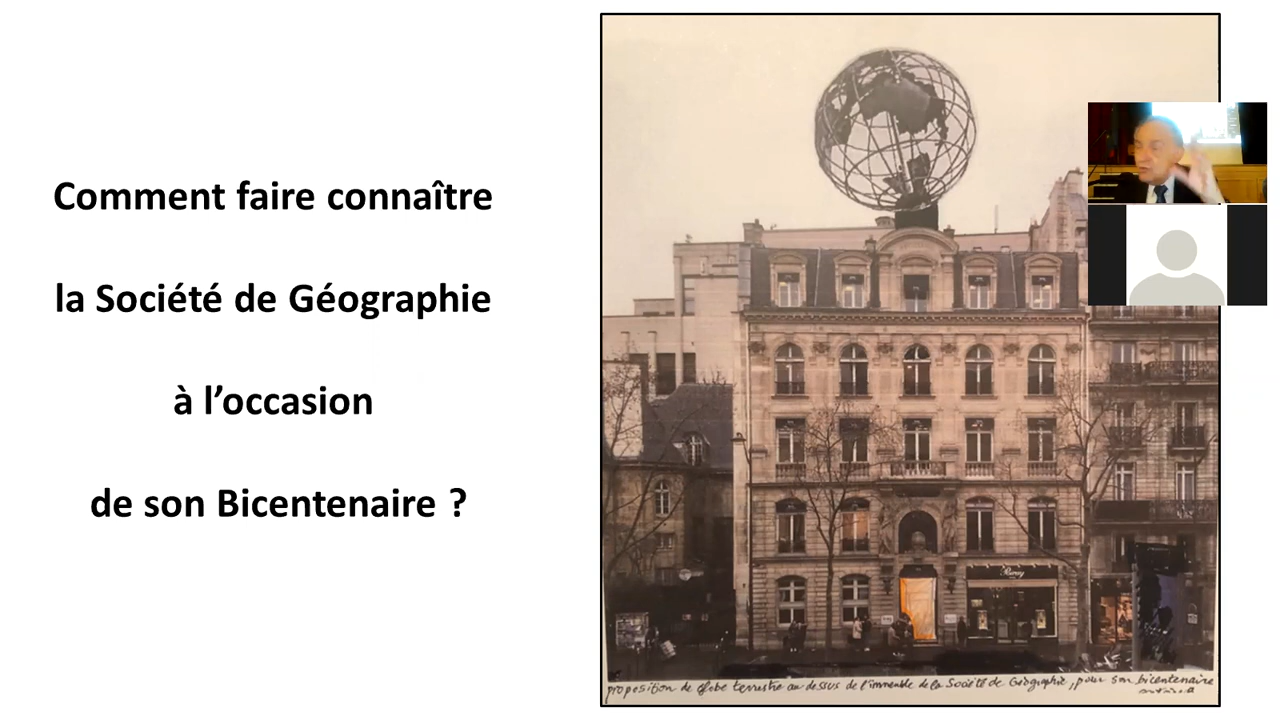 Comment faire connaître
la Société de Géographie
à l’occasion
de son Bicentenaire ?
proposition de globe terrestre au dessus de l'immeuble de la Société de Géographie, pour son bicentenaire